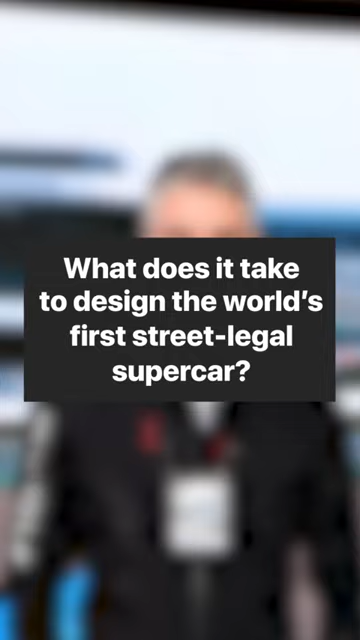 What does it take
to design the world’s
first street-legal
supercar?